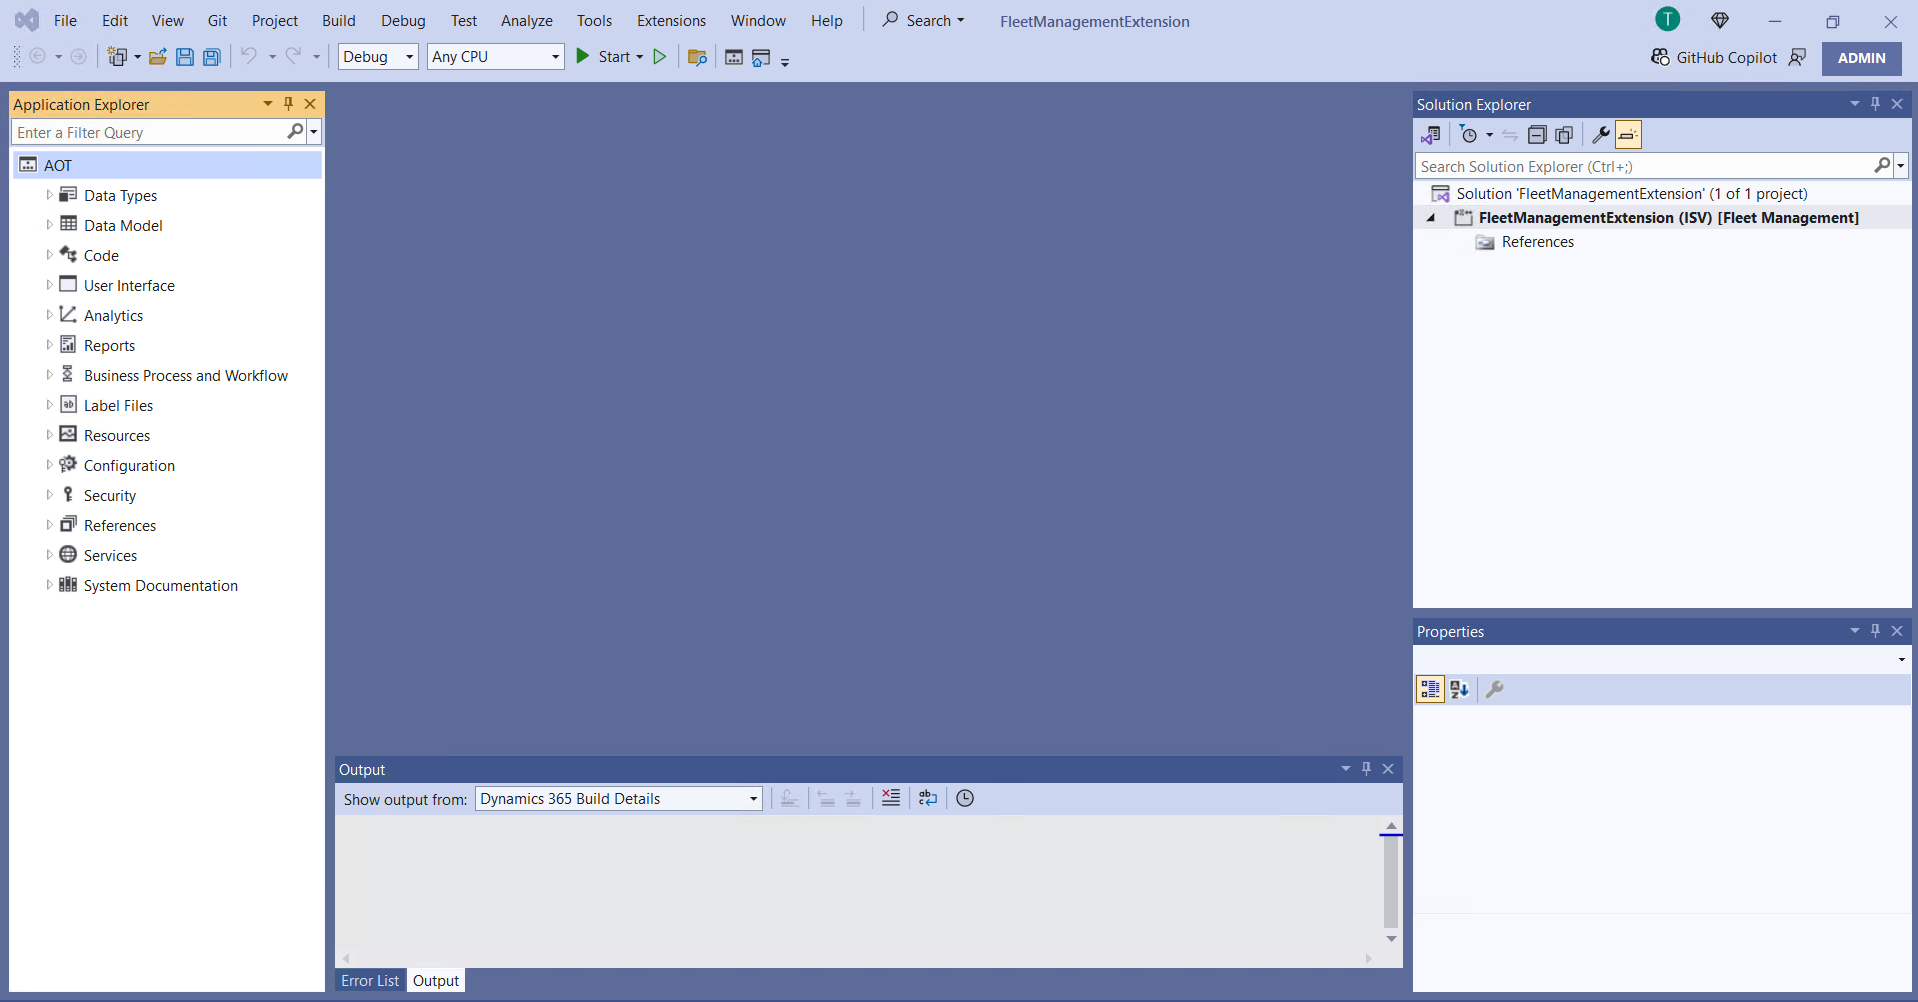 File Edit View Git Project Build Debug Test Analyze Tools Extensions Window Help Search FleetManagementExtension T
Debug Any CPU Start GitHub Copilot ADMIN
Application Explorer
Enter a Filter Query
AOT
Data Types
Data Model
Code
User Interface
Analytics
Reports
Business Process and Workflow
Label Files
Resources
Configuration
Security
References
Services
System Documentation
Output
Show output from: Dynamics 365 Build Details
Error List Output
Solution Explorer
Search Solution Explorer (Ctrl+;)
Solution 'FleetManagementExtension' (1 of 1 project)
FleetManagementExtension (ISV) [Fleet Management]
References
Properties